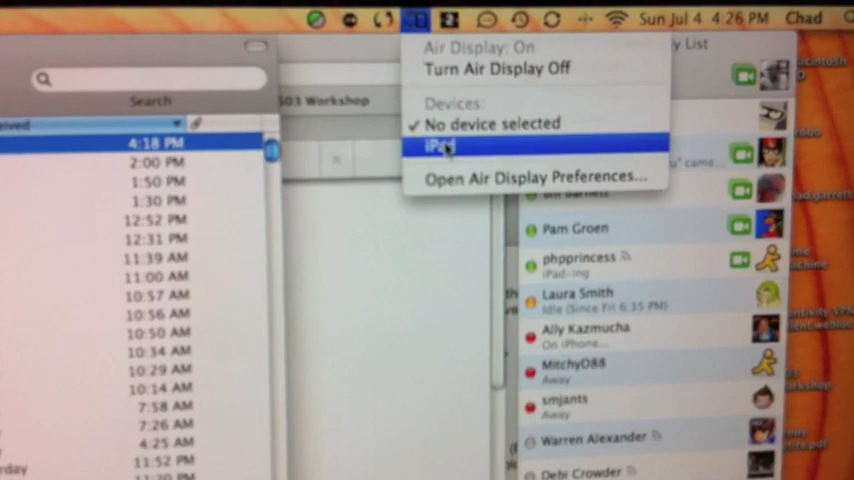 Sun Jul 4 4:26 PM Chad
Air Display: On
Turn Air Display Off
Devices:
✓ No device selected
Open Air Display Preferences...
Search
4:18 PM
2:00 PM
1:50 PM
1:30 PM
12:52 PM
12:31 PM
11:39 AM
11:00 AM
10:57 AM
10:56 AM
10:50 AM
10:34 AM
10:29 AM
10:14 AM
7:58 AM
7:26 AM
4:25 AM
11:52 PM
S03 Workshop
y List
came...
Pam Groen
phpprincess
iPad-ing
Laura Smith
Idle (Since Fri 6:35 PM)
Ally Kazmucha
On iPhone...
MitchyD88
Away
smjants
Away
Warren Alexander
Debi Crowder